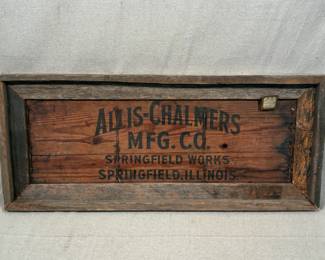 ALLIS-CHALMERS
MFG. CO.
SPRINGFIELD WORKS
SPRINGFIELD, ILLINOIS